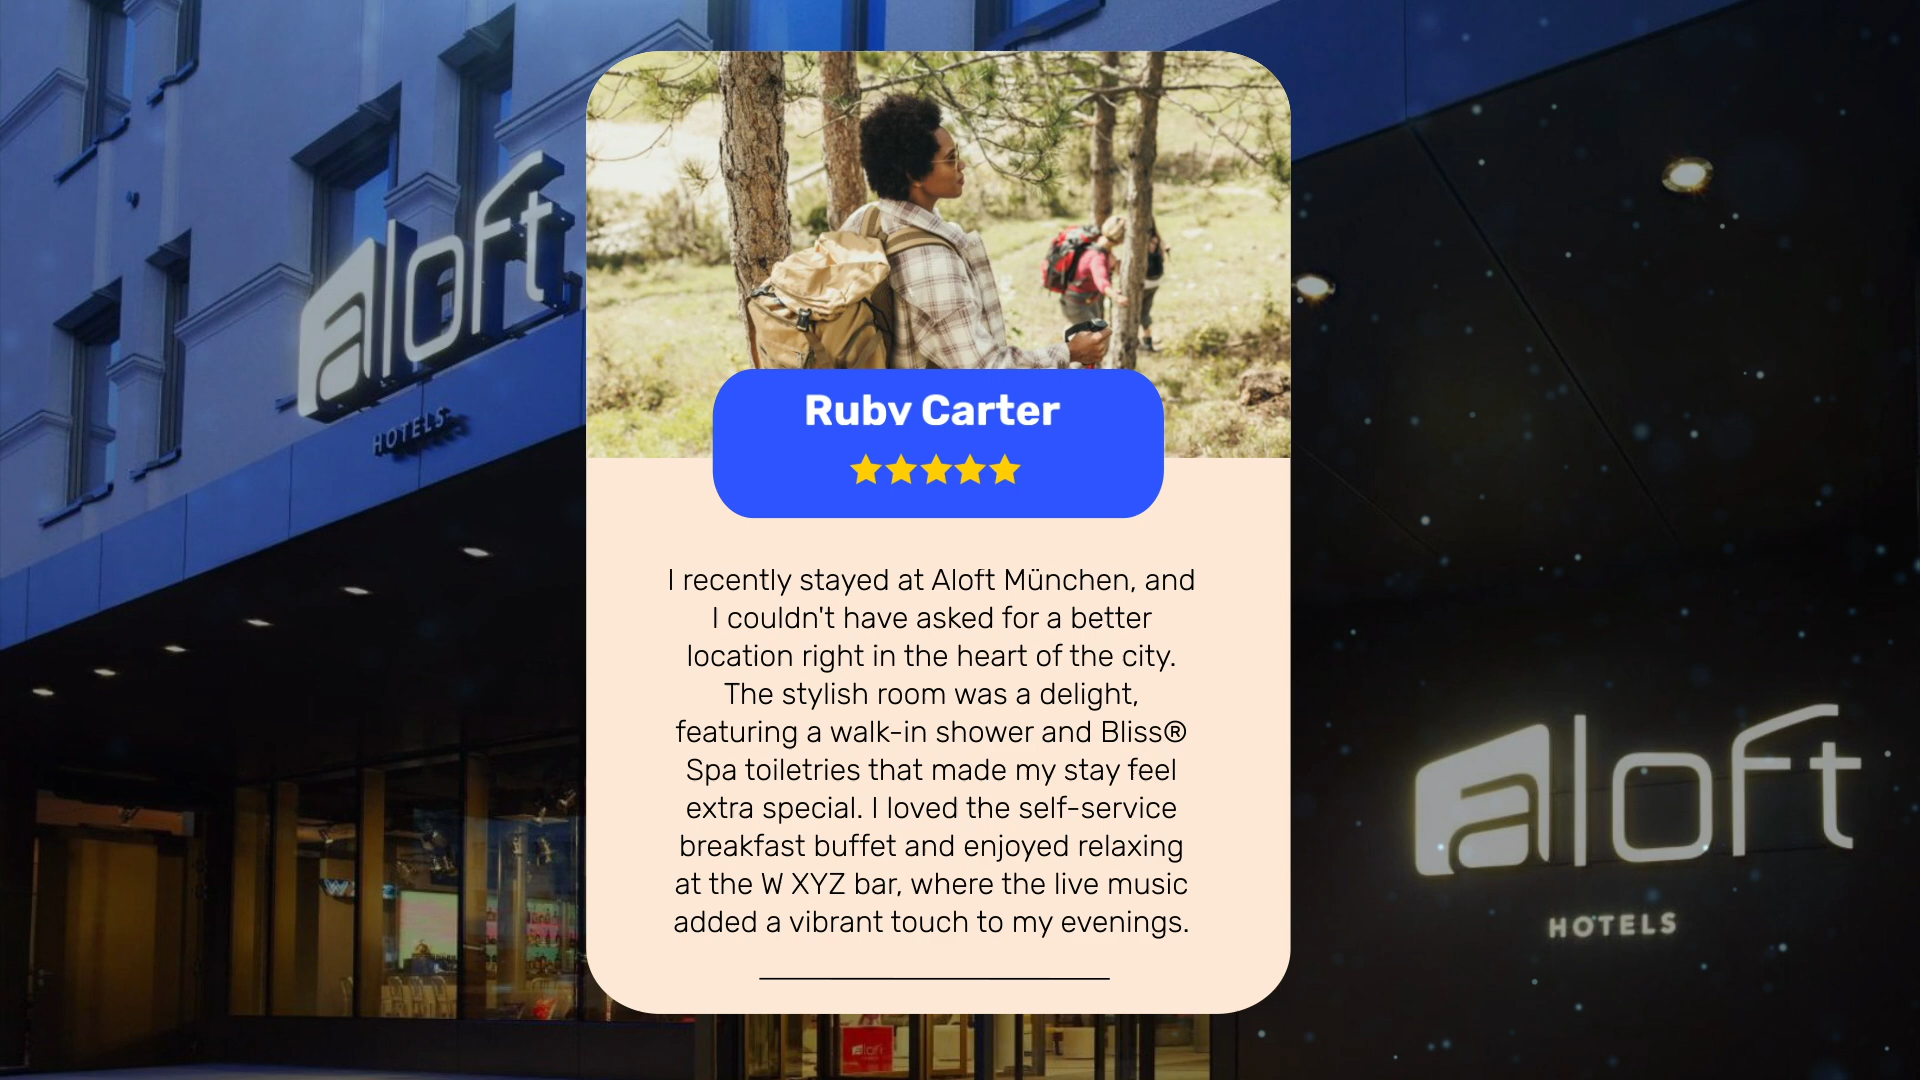 aloft
HOTELS
Ruby Carter
I recently stayed at Aloft München, and
I couldn't have asked for a better
location right in the heart of the city.
The stylish room was a delight,
featuring a walk-in shower and Bliss®
Spa toiletries that made my stay feel
extra special. I loved the self-service
breakfast buffet and enjoyed relaxing
at the W XYZ bar, where the live music
added a vibrant touch to my evenings.
aloft
HOTELS
aloft